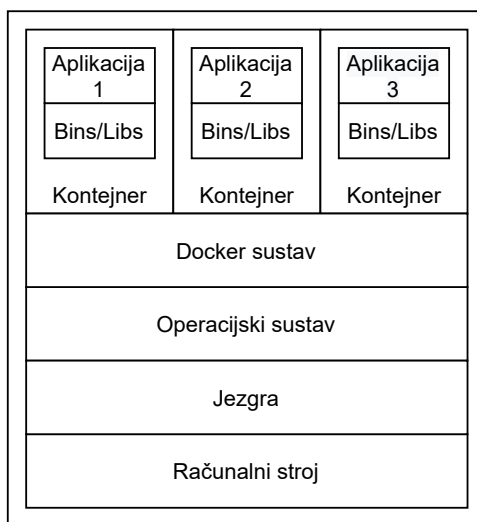 Aplikacija
1
Aplikacija
2
Aplikacija
3
Bins/Libs
Bins/Libs
Bins/Libs
Kontejner
Kontejner
Kontejner
Docker sustav
Operacijski sustav
Jezgra
Računalni stroj